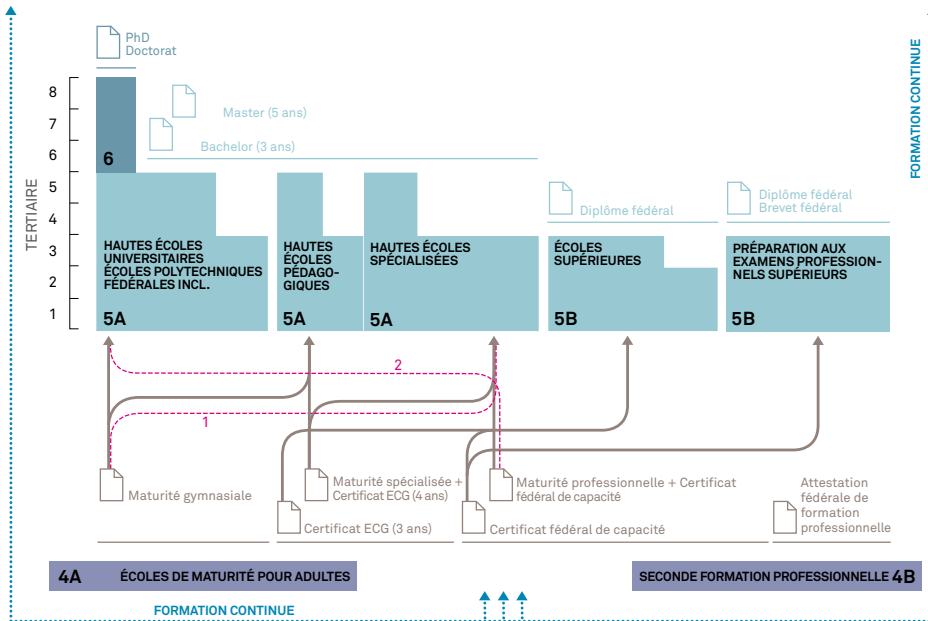 PhD
Doctorat
FORMATION CONTINUE
TERTIAIRE
8
7
6
5
4
3
2
1
Master (5 ans)
Bachelor (3 ans)
6
Diplôme fédéral
Diplôme fédéral
Brevet fédéral
HAUTES ÉCOLES
UNIVERSITAIRES
ÉCOLES POLYTECHNIQUES
FÉDÉRALES INCL.
5A
HAUTES
ÉCOLES
PÉDAGO-
GIQUES
5A
HAUTES ÉCOLES
SPÉCIALISÉES
5A
ÉCOLES
SUPÉRIEURES
5B
PRÉPARATION AUX
EXAMENS PROFESSION-
NELS SUPÉRIEURS
5B
2
1
Maturité gymnasiale
Maturité spécialisée +
Certificat ECG (4 ans)
Certificat ECG (3 ans)
Maturité professionnelle + Certificat
fédéral de capacité
Certificat fédéral de capacité
Attestation
fédérale de
formation
professionnelle
4A ÉCOLES DE MATURITÉ POUR ADULTES
SECONDE FORMATION PROFESSIONNELLE 4B
FORMATION CONTINUE